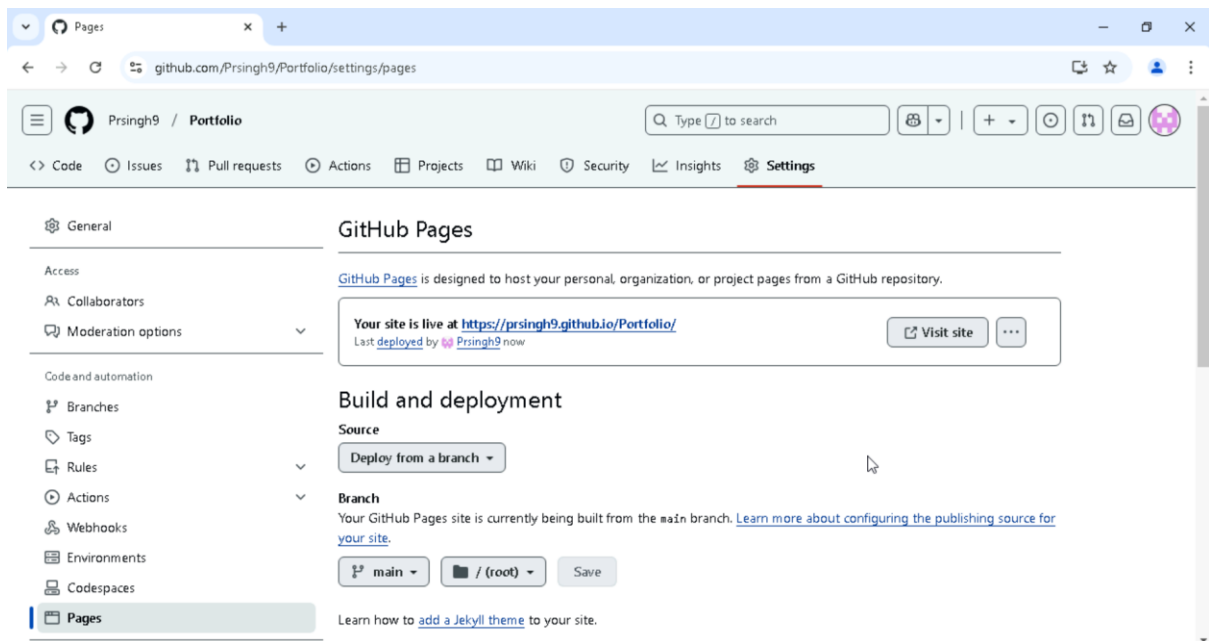 Pages
github.com/Prsingh9/Portfolio/settings/pages
Prsingh9 / Portfolio
Type / to search
Code Issues Pull requests Actions Projects Wiki Security Insights Settings
General
Access
Collaborators
Moderation options
Code and automation
Branches
Tags
Rules
Actions
Webhooks
Environments
Codespaces
Pages
GitHub Pages
GitHub Pages is designed to host your personal, organization, or project pages from a GitHub repository.
Your site is live at https://prsingh9.github.io/Portfolio/
Last deployed by Prsingh9 now
Visit site
Build and deployment
Source
Deploy from a branch
Branch
Your GitHub Pages site is currently being built from the main branch. Learn more about configuring the publishing source for
your site.
main / (root) Save
Learn how to add a Jekyll theme to your site.